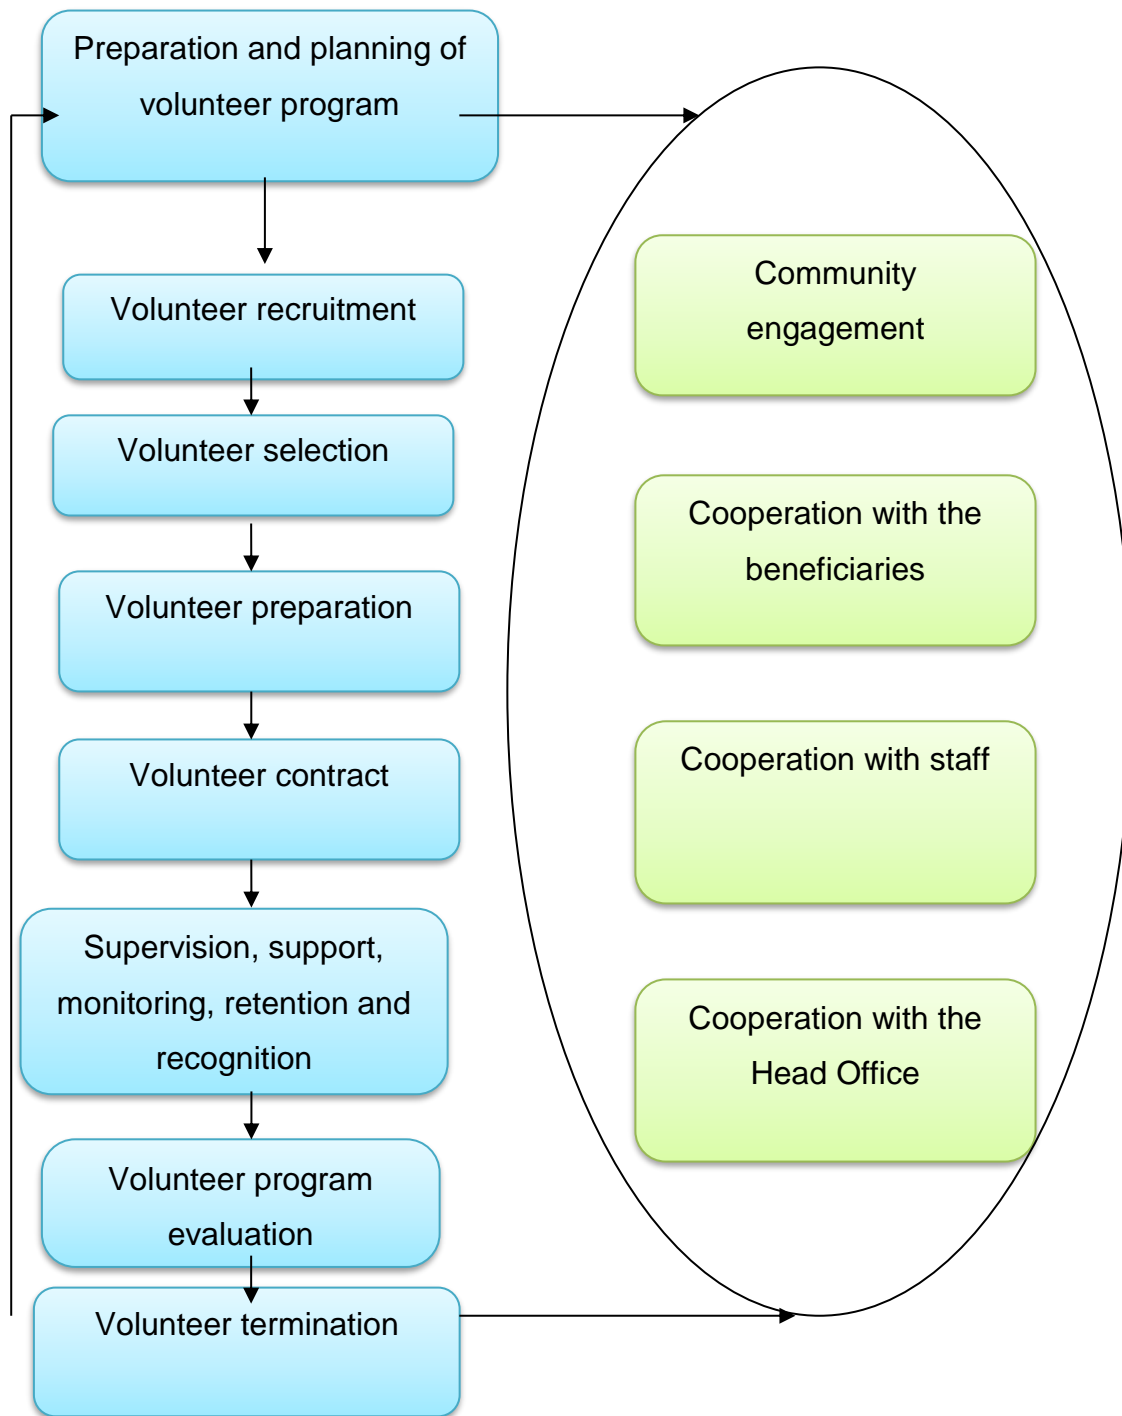 Preparation and planning of
volunteer program
Volunteer recruitment
Volunteer selection
Volunteer preparation
Volunteer contract
Supervision, support,
monitoring, retention and
recognition
Volunteer program
evaluation
Volunteer termination
Community
engagement
Cooperation with the
beneficiaries
Cooperation with staff
Cooperation with the
Head Office